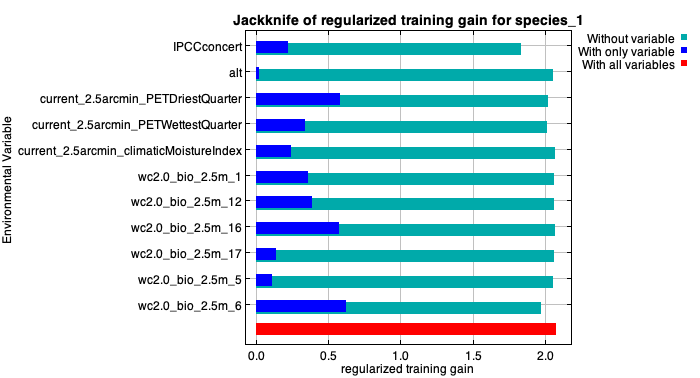 Jackknife of regularized training gain for species_1
Without variable
With only variable
With all variables
Environmental Variable
IPCCconcert
alt
current_2.5arcmin_PETDriestQuarter
current_2.5arcmin_PETWettestQuarter
current_2.5arcmin_climaticMoistureIndex
wc2.0_bio_2.5m_1
wc2.0_bio_2.5m_12
wc2.0_bio_2.5m_16
wc2.0_bio_2.5m_17
wc2.0_bio_2.5m_5
wc2.0_bio_2.5m_6
0.0 0.5 1.0 1.5 2.0
regularized training gain